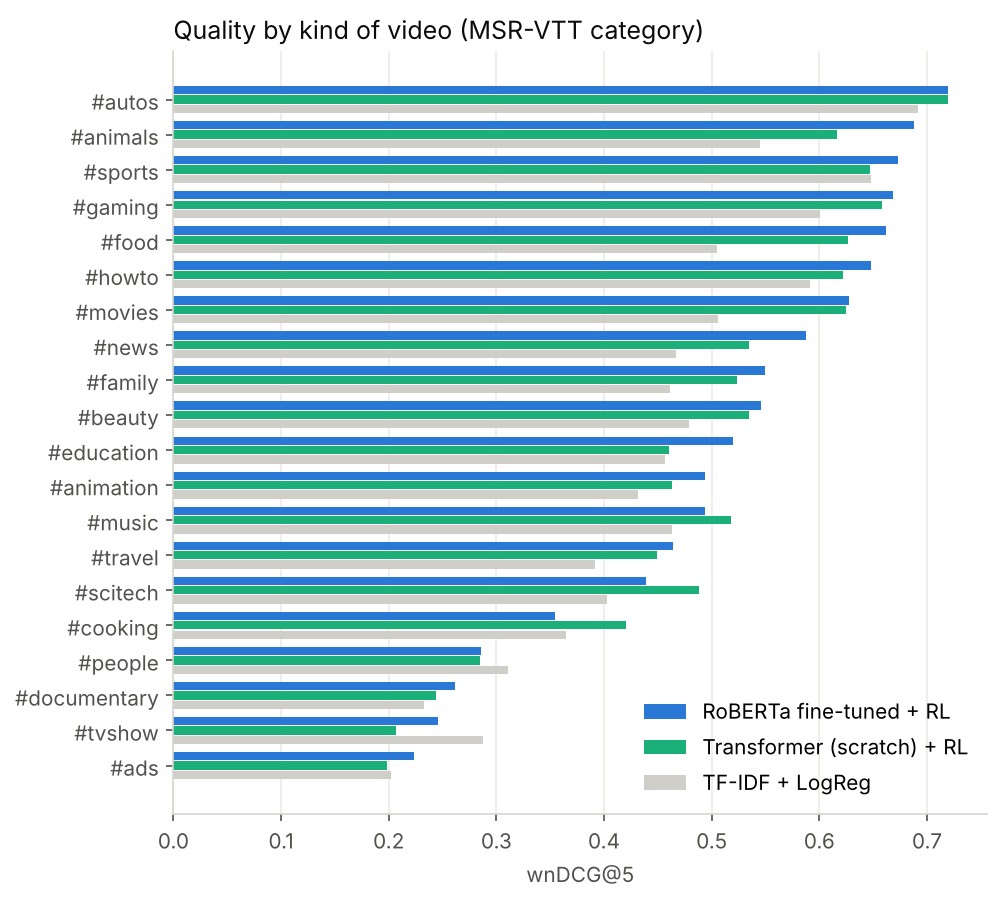 Quality by kind of video (MSR-VTT category)
#autos
#animals
#sports
#gaming
#food
#howto
#movies
#news
#family
#beauty
#education
#animation
#music
#travel
#scitech
#cooking
#people
#documentary
#tvshow
#ads
RoBERTa fine-tuned + RL
Transformer (scratch) + RL
TF-IDF + LogReg
0.0 0.1 0.2 0.3 0.4 0.5 0.6 0.7
wnDCG@5